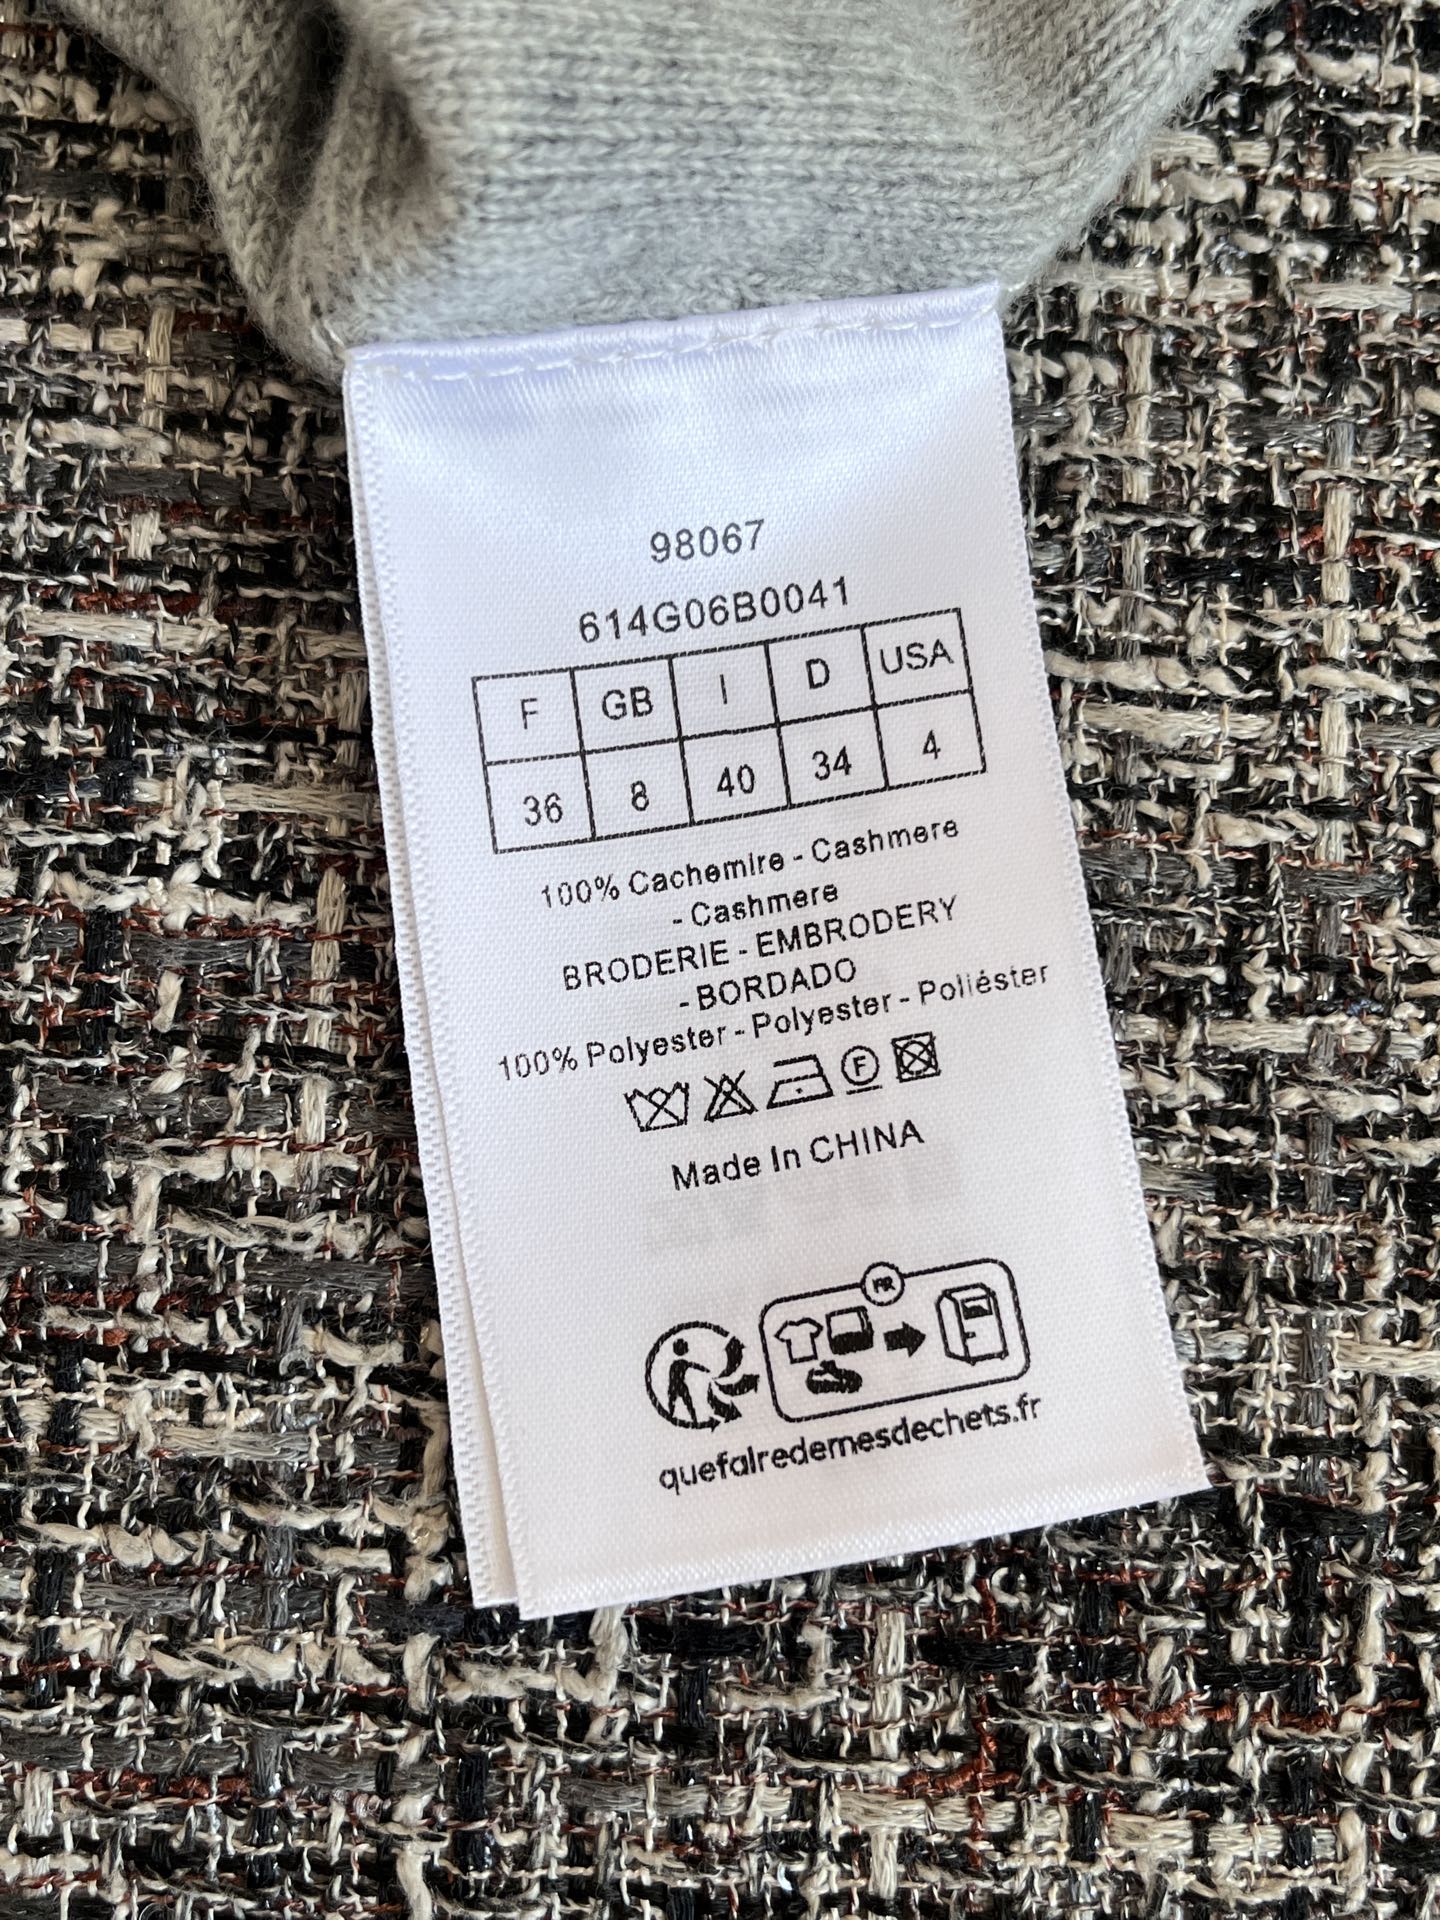 98067
614G06B0041
F GB I D USA
36 8 40 34 4
100% Cachemire - Cashmere
- Cashmere
BRODERIE - EMBRODERY
- BORDADO
100% Polyester - Polyester - Poliéster
F
Made In CHINA
FR
quefairedemesdechets.fr